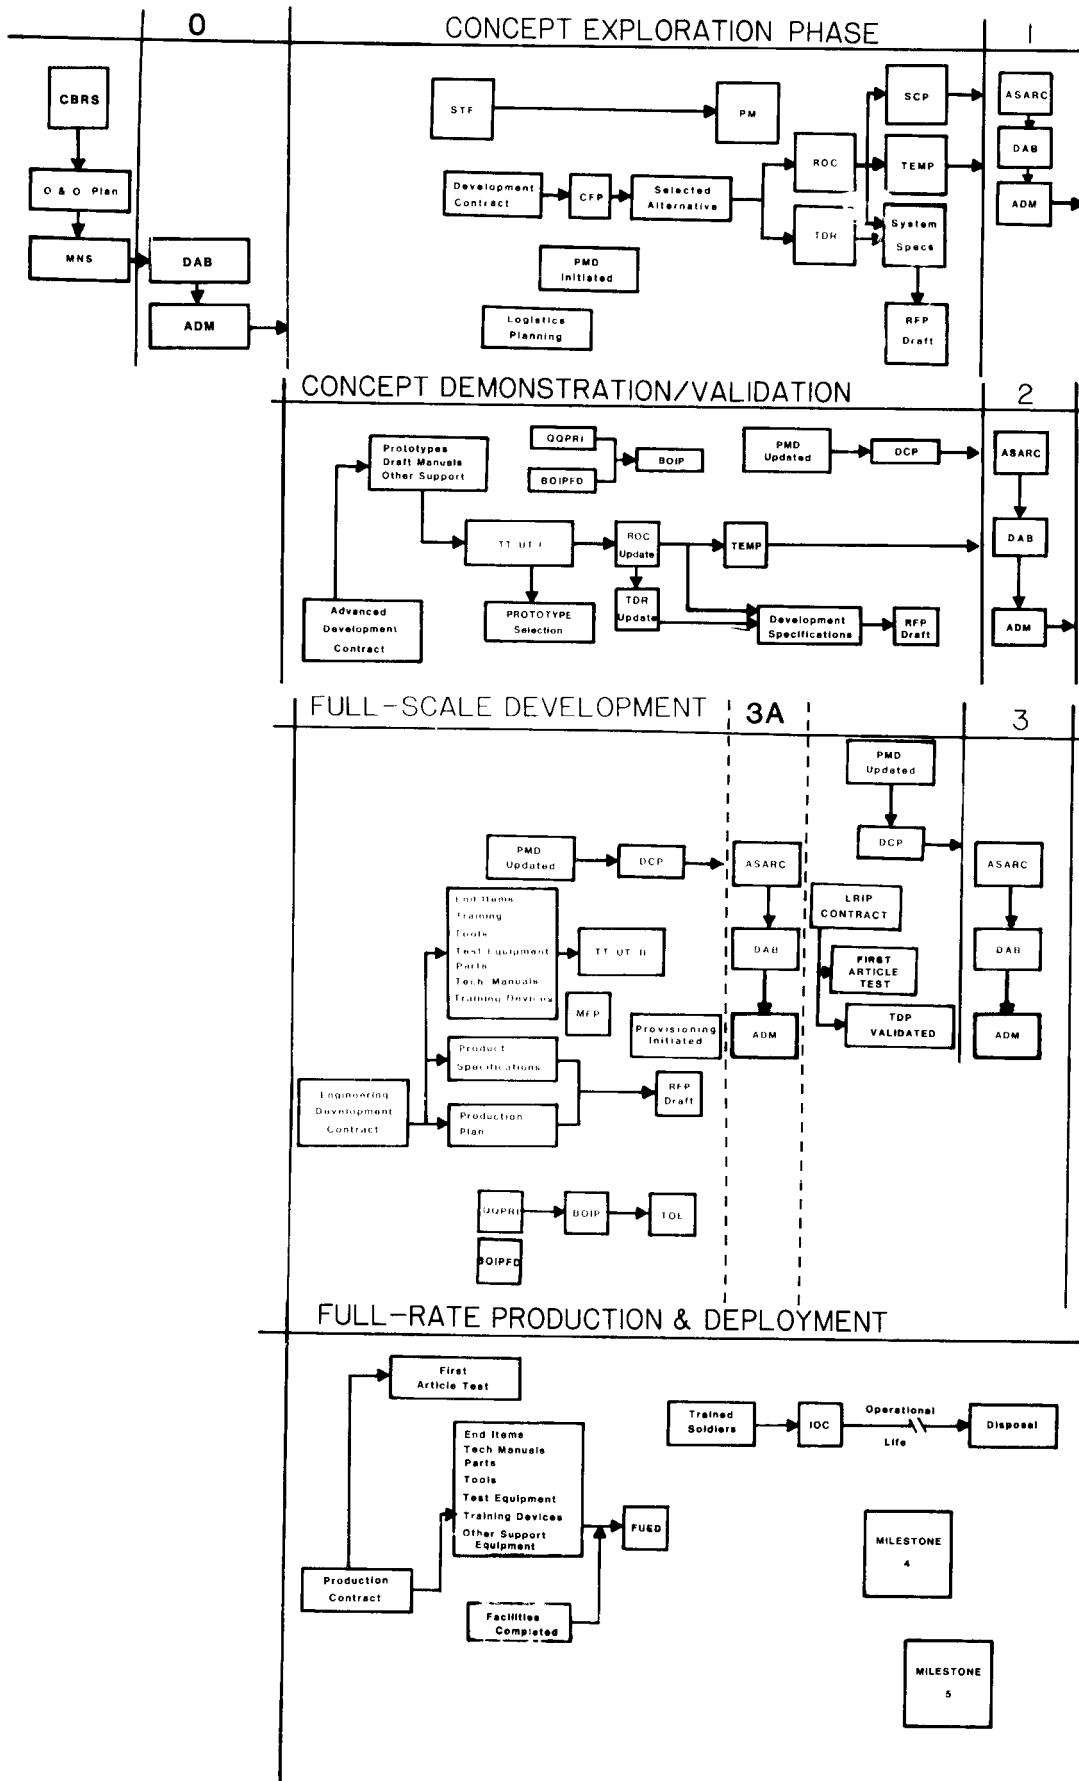 0
CONCEPT EXPLORATION PHASE
1
CBRS
O & O Plan
MNS
DAB
ADM
STF
PM
SCP
ROC
TEMP
Development
Contract
CFP
Selected
Alternative
TDR
System
Specs
PMD
Initiated
Logistics
Planning
RFP
Draft
ASARC
DAB
ADM
CONCEPT DEMONSTRATION/VALIDATION
2
Prototypes
Draft Manuals
Other Support
QQPRI
BOIPFD
BOIP
PMD
Updated
DCP
ASARC
TT UT I
ROC
Update
TEMP
DAB
Advanced
Development
Contract
PROTOTYPE
Selection
TDR
Update
Development
Specifications
RFP
Draft
ADM
FULL-SCALE DEVELOPMENT
3A
3
PMD
Updated
DCP
PMD
Updated
DCP
ASARC
ASARC
End Items
Training
Tools
Test Equipment
Parts
Tech Manuals
Training Devices
TT UT II
DAB
LRIP
CONTRACT
FIRST
ARTICLE
TEST
DAB
MFP
Provisioning
Initiated
ADM
TDP
VALIDATED
ADM
Product
Specifications
RFP
Draft
Engineering
Development
Contract
Production
Plan
QQPRI
BOIP
TOE
BOIPFD
FULL-RATE PRODUCTION & DEPLOYMENT
First
Article Test
Trained
Soldiers
IOC
Operational
Life
Disposal
End Items
Tech Manuals
Parts
Tools
Test Equipment
Training Devices
Other Support
Equipment
FUED
Production
Contract
Facilities
Completed
MILESTONE
4
MILESTONE
5